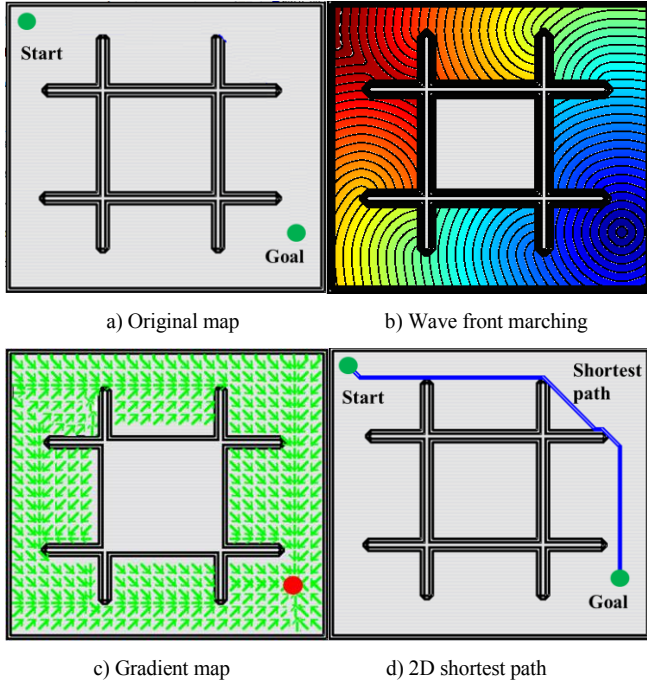 Start
Goal
a) Original map
b) Wave front marching
c) Gradient map
Start
Shortest
path
Goal
d) 2D shortest path